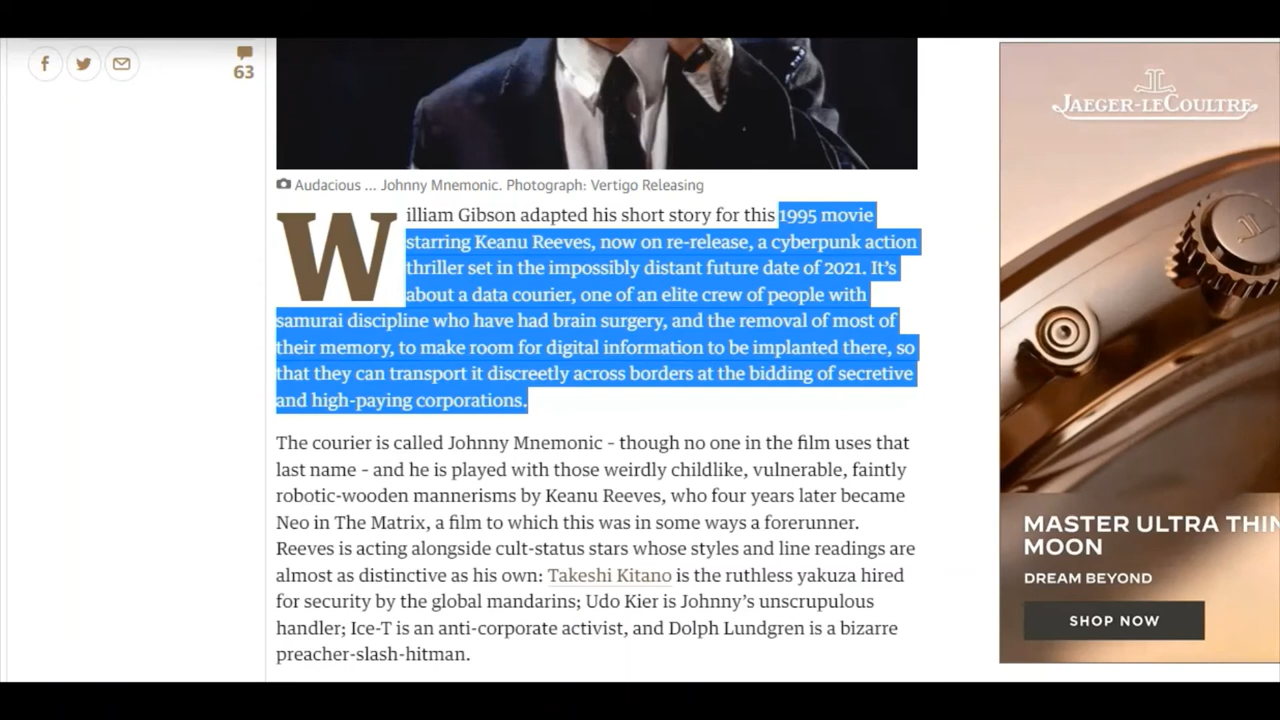 63
JAEGER-LECOULTRE
Audacious ... Johnny Mnemonic. Photograph: Vertigo Releasing
William Gibson adapted his short story for this 1995 movie
starring Keanu Reeves, now on re-release, a cyberpunk action
thriller set in the impossibly distant future date of 2021. It’s
about a data courier, one of an elite crew of people with
samurai discipline who have had brain surgery, and the removal of most of
their memory, to make room for digital information to be implanted there, so
that they can transport it discreetly across borders at the bidding of secretive
and high-paying corporations.
The courier is called Johnny Mnemonic – though no one in the film uses that
last name – and he is played with those weirdly childlike, vulnerable, faintly
robotic-wooden mannerisms by Keanu Reeves, who four years later became
Neo in The Matrix, a film to which this was in some ways a forerunner.
Reeves is acting alongside cult-status stars whose styles and line readings are
almost as distinctive as his own: Takeshi Kitano is the ruthless yakuza hired
for security by the global mandarins; Udo Kier is Johnny’s unscrupulous
handler; Ice-T is an anti-corporate activist, and Dolph Lundgren is a bizarre
preacher-slash-hitman.
MASTER ULTRA THIN
MOON
DREAM BEYOND
SHOP NOW